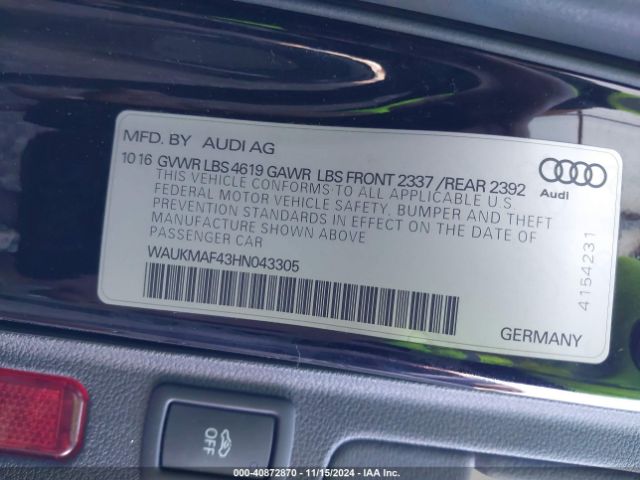 MFD. BY AUDI AG
10 16 GVWR LBS 4619 GAWR LBS FRONT 2337 /REAR 2392
THIS VEHICLE CONFORMS TO ALL APPLICABLE U.S.
FEDERAL MOTOR VEHICLE SAFETY, BUMPER AND THEFT
PREVENTION STANDARDS IN EFFECT ON THE DATE OF
MANUFACTURE SHOWN ABOVE
PASSENGER CAR
WAUKMAF43HN043305
Audi
4154231
GERMANY
OFF
000-40872870 - 11/15/2024 - IAA Inc.